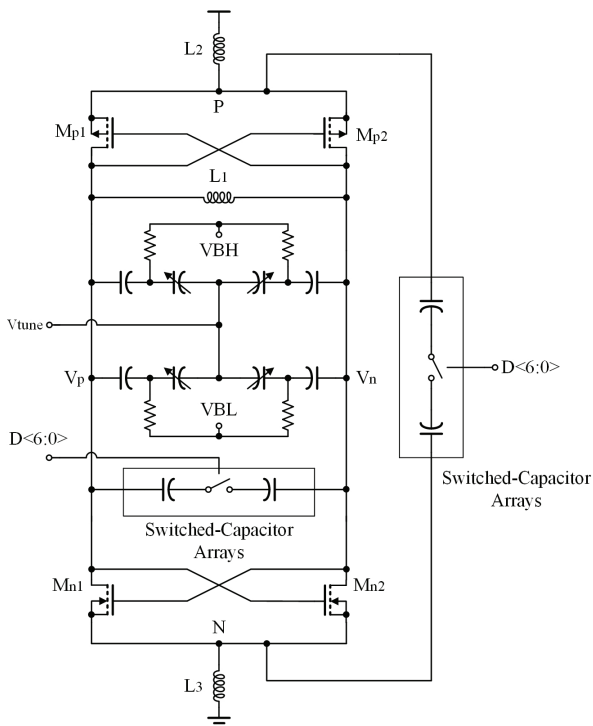 L2
P
Mp1
Mp2
L1
VBH
Vtune
Vp
Vn
D<6:0>
VBL
D<6:0>
Switched-Capacitor
Arrays
Switched-Capacitor
Arrays
Mn1
Mn2
N
L3